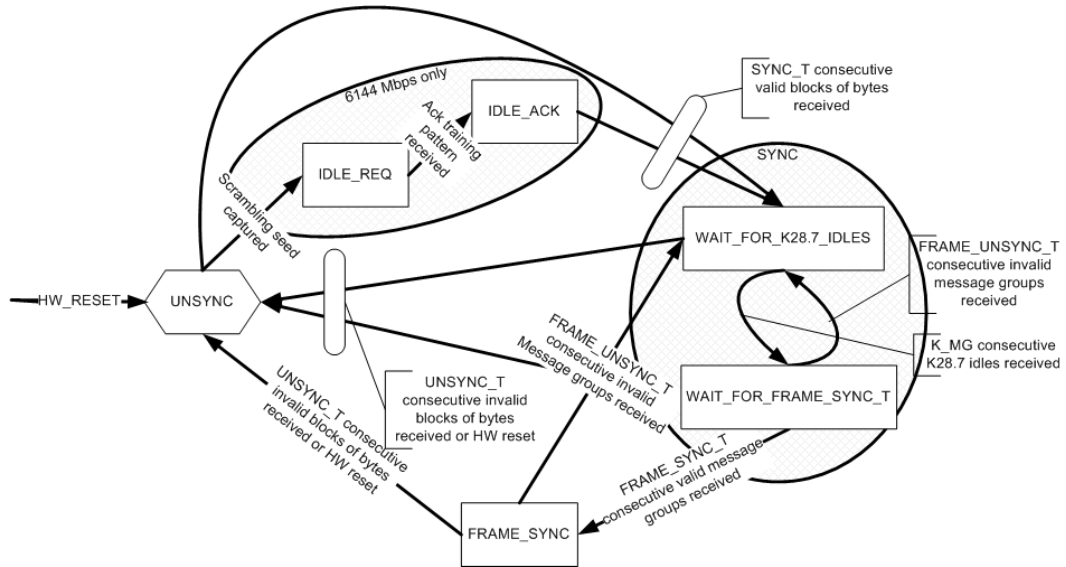 6144 Mbps only
SYNC_T consecutive
valid blocks of bytes
received
IDLE_ACK
Ack training
pattern
received
IDLE_REQ
SYNC
Scrambling seed
captured
WAIT_FOR_K28.7_IDLES
FRAME_UNSYNC_T
consecutive invalid
message groups
received
HW_RESET
UNSYNC
K_MG consecutive
K28.7 idles received
FRAME_UNSYNC_T
consecutive invalid
Message groups received
UNSYNC_T
consecutive invalid
blocks of bytes
received or HW reset
WAIT_FOR_FRAME_SYNC_T
UNSYNC_T consecutive
invalid blocks of bytes
received or HW reset
FRAME_SYNC_T
consecutive valid message
groups received
FRAME_SYNC